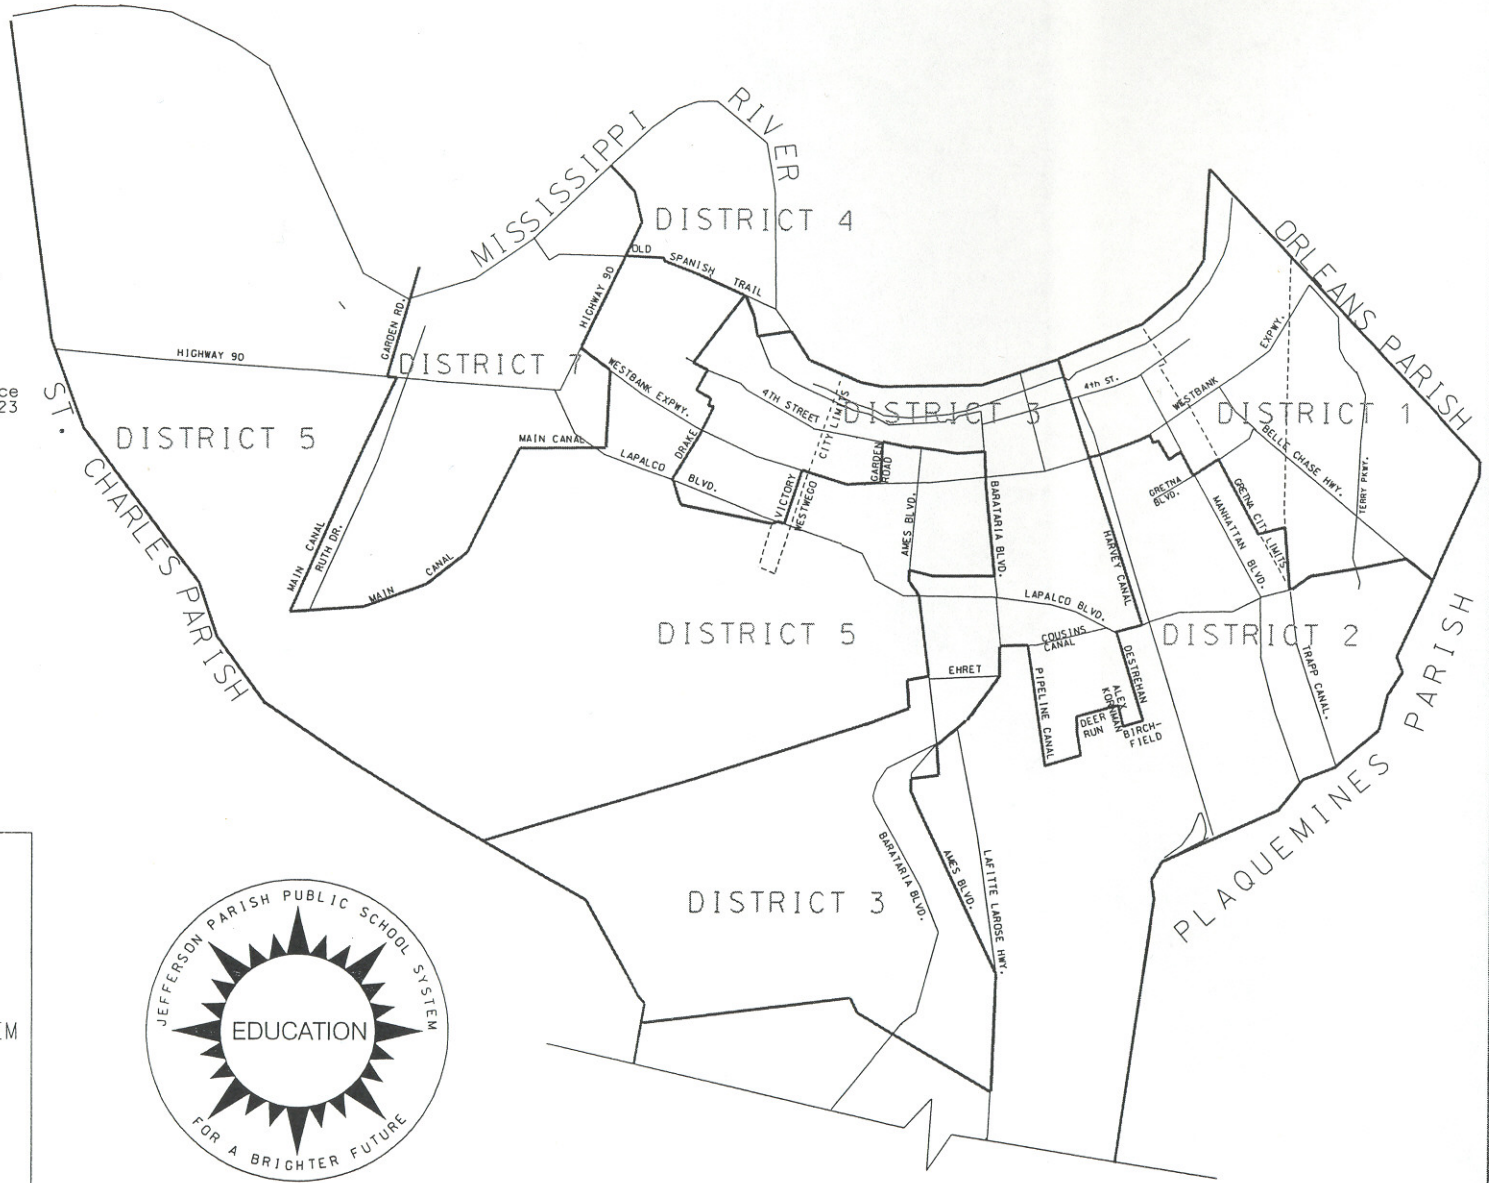 MISSISSIPPI
RIVER
DISTRICT 4
OLD
SPANISH
TRAIL
HIGHWAY 90
ORLEANS PARISH
GARDEN RD.
HIGHWAY 90
DISTRICT 7
EXPWY.
ST. CHARLES PARISH
23
DISTRICT 5
WESTBANK EXPWY.
4TH STREET
CITY LIMITS
DISTRICT 3
4th ST.
WESTBANK
DISTRICT 1
BELLE CHASE HWY.
TERRY PKWY.
MAIN CANAL
DRAKE
LAPALCO
BLVD.
VICTORY
WESTWEGO
GARDEN
ROAD
AMES BLVD.
BARATARIA BLVD.
HARVEY CANAL
GRETNA
BLVD.
MANHATTAN BLVD.
GRETNA CITY LIMITS
MAIN CANAL
RUTH DR.
MAIN
CANAL
LAPALCO BLVD.
DISTRICT 5
COUSINS
CANAL
DISTRICT 2
EHRET
PIPELINE CANAL
DESTREHAN
ALEX
KORNMAN
DEER
RUN
BIRCH-
FIELD
TRAPP CANAL.
PLAQUEMINES PARISH
BARATARIA BLVD.
AMES BLVD.
LAFITTE LAROSE HWY.
DISTRICT 3
JEFFERSON PARISH PUBLIC SCHOOL SYSTEM
EDUCATION
FOR A BRIGHTER FUTURE